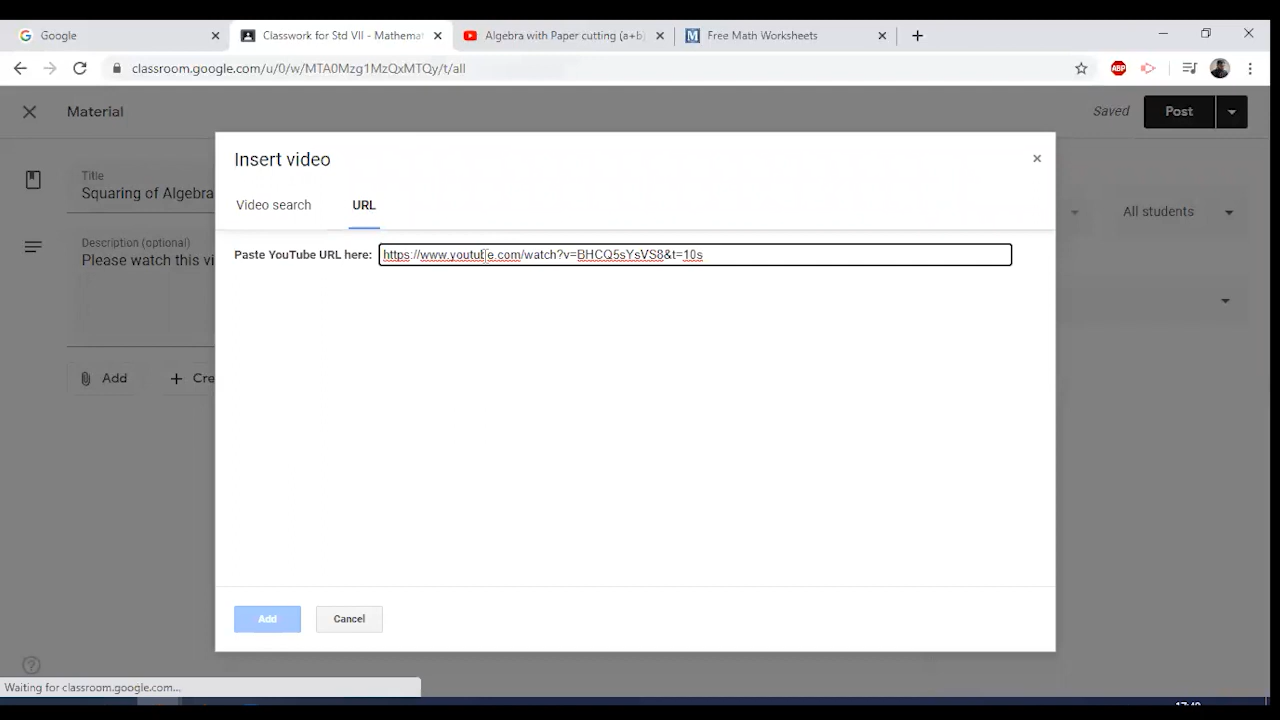 Google
Classwork for Std VII - Mathema
Algebra with Paper cutting (a+b
Free Math Worksheets
classroom.google.com/u/0/w/MTA0Mzg1MzQxMTQy/t/all
ABP
Material
Saved
Post
Insert video
Video search
URL
Title
Squaring of Algebra
All students
Description (optional)
Please watch this vi
Paste YouTube URL here:
https://www.youtube.com/watch?v=BHCQ5sYsVS8&t=10s
Add
Cre
Add
Cancel
Waiting for classroom.google.com...